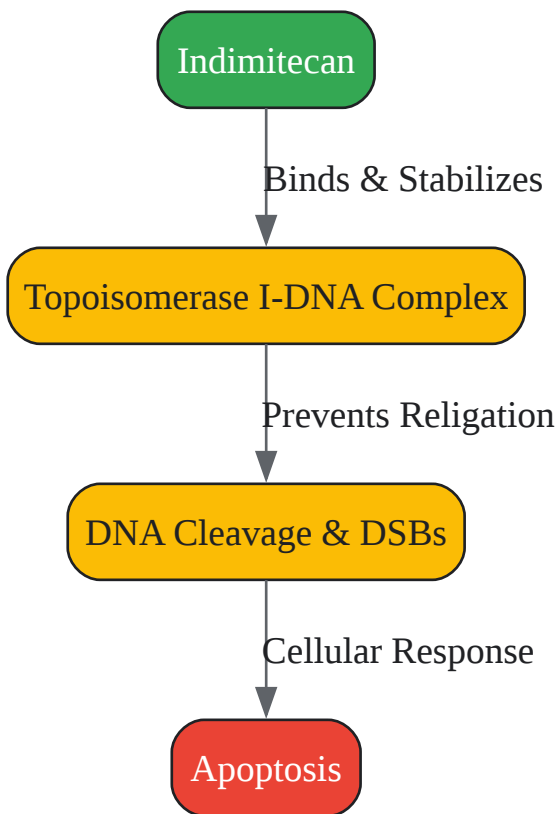 Indimitecan
Binds & Stabilizes
Topoisomerase I-DNA Complex
Prevents Religation
DNA Cleavage & DSBs
Cellular Response
Apoptosis